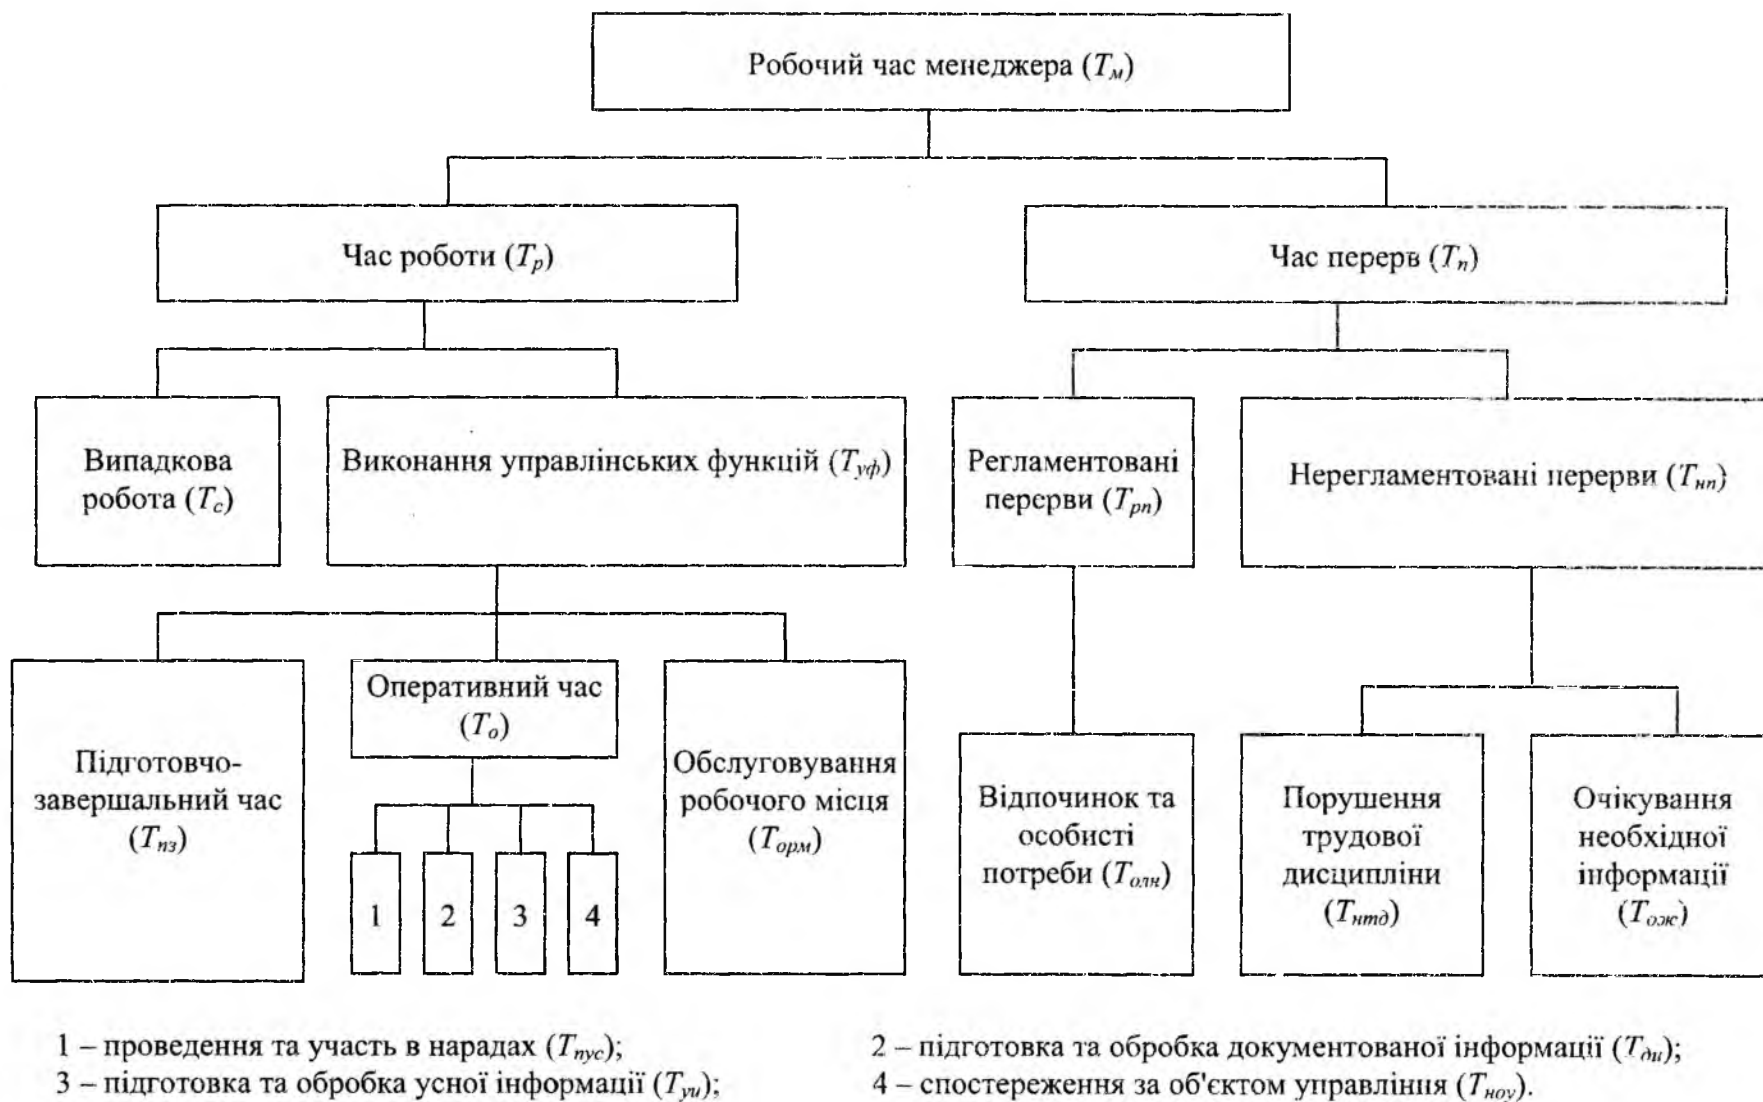 Робочий час менеджера (Tм)
Час роботи (Tр)
Час перерв (Tп)
Випадкова
робота (Tс)
Виконання управлінських функцій (Tуф)
Регламентовані
перерви (Tрп)
Нерегламентовані перерви (Tнп)
Підготовчо-
завершальний час
(Tпз)
Оперативний час
(Tо)
1
2
3
4
Обслуговування
робочого місця
(Tорм)
Відпочинок та
особисті
потреби (Tолн)
Порушення
трудової
дисципліни
(Tнтд)
Очікування
необхідної
інформації
(Tож)
1 – проведення та участь в нарадах (Tпус);
2 – підготовка та обробка документованої інформації (Tди);
3 – підготовка та обробка усної інформації (Tуи);
4 – спостереження за об'єктом управління (Tноу).